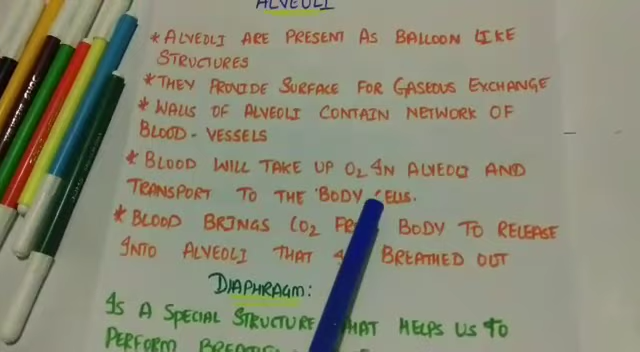 ALVEOLI
* ALVEOLI ARE PRESENT AS BALLOON LIKE
STRUCTURES
* THEY PROVIDE SURFACE FOR GASEOUS EXCHANGE
* WALLS OF ALVEOLI CONTAIN NETWORK OF
BLOOD - VESSELS
* BLOOD WILL TAKE UP O2 IN ALVEOLI AND
TRANSPORT TO THE BODY CELLS.
* BLOOD BRINGS CO2 FROM BODY TO RELEASE
INTO ALVEOLI THAT BREATHED OUT
DIAPHRAGM:
IS A SPECIAL STRUCTURE THAT HELPS US TO
PERFORM